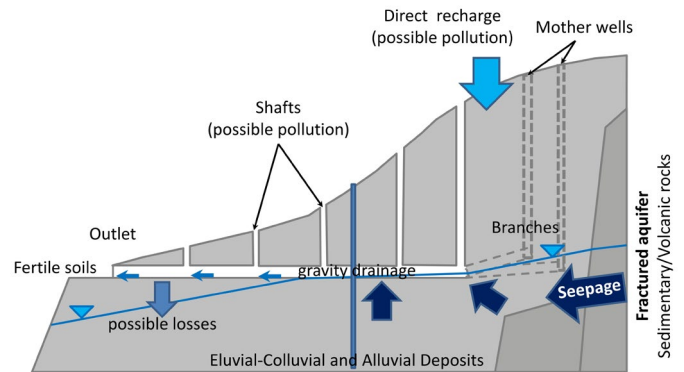 Direct recharge
(possible pollution)
Mother wells
Shafts
(possible pollution)
Outlet
Branches
Fertile soils
gravity drainage
Seepage
possible losses
Eluvial-Colluvial and Alluvial Deposits
Fractured aquifer
Sedimentary/Volcanic rocks